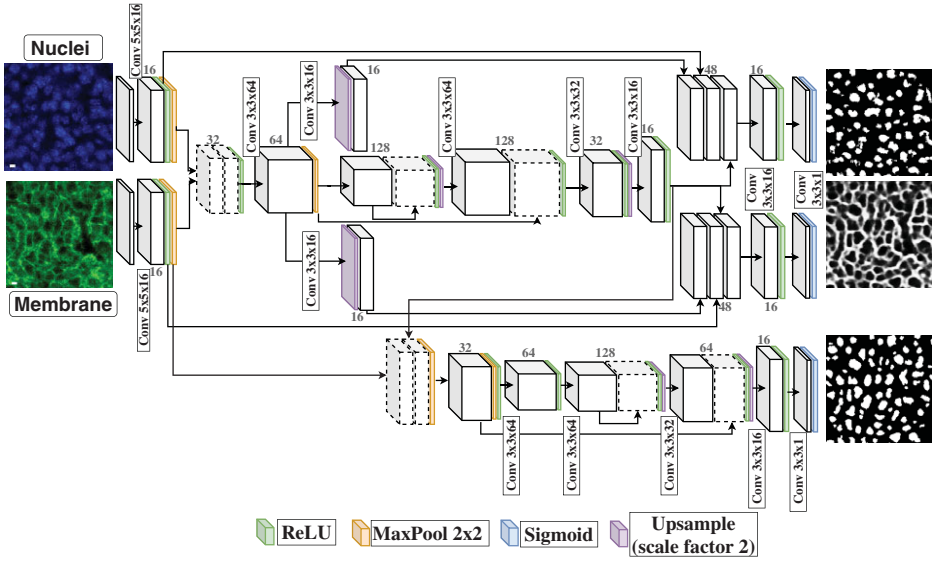 Nuclei
Conv 5x5x16
16
32
Conv 3x3x64
64
Conv 3x3x16
16
128
Conv 3x3x64
128
Conv 3x3x32
32
Conv 3x3x16
16
48
16
Conv 3x3x16
Conv 3x3x1
Membrane
Conv 5x5x16
16
Conv 3x3x16
16
48
16
32
Conv 3x3x64
64
Conv 3x3x64
128
Conv 3x3x32
64
Conv 3x3x16
16
Conv 3x3x1
ReLU
MaxPool 2x2
Sigmoid
Upsample
(scale factor 2)